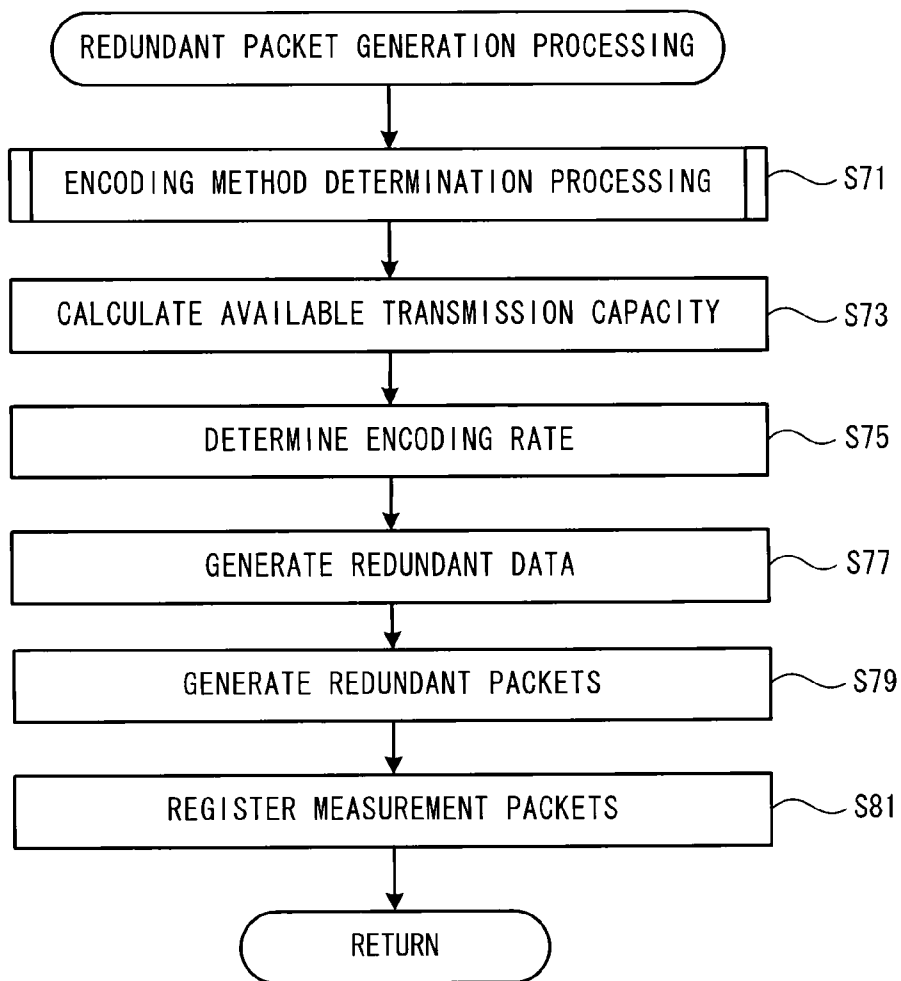 REDUNDANT PACKET GENERATION PROCESSING
ENCODING METHOD DETERMINATION PROCESSING
S71
CALCULATE AVAILABLE TRANSMISSION CAPACITY
S73
DETERMINE ENCODING RATE
S75
GENERATE REDUNDANT DATA
S77
GENERATE REDUNDANT PACKETS
S79
REGISTER MEASUREMENT PACKETS
S81
RETURN